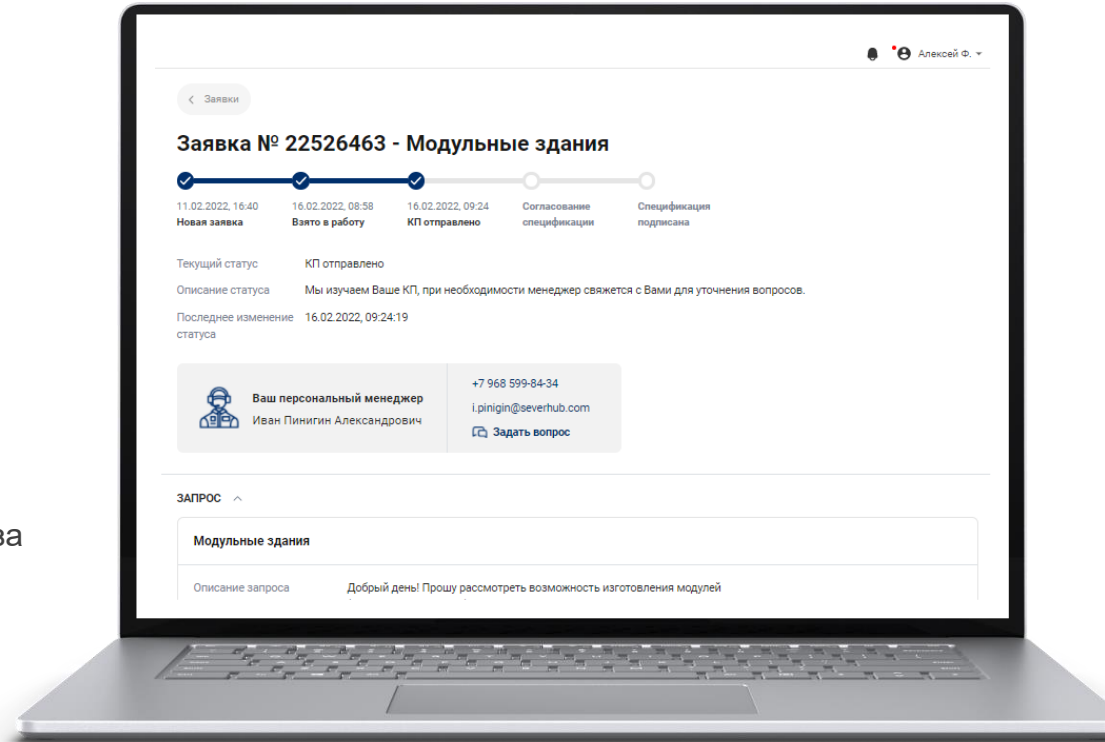 Алексей Ф.
Заявки
Заявка № 22526463 - Модульные здания
11.02.2022, 16:40
Новая заявка
16.02.2022, 08:58
Взято в работу
16.02.2022, 09:24
КП отправлено
Согласование
спецификации
Спецификация
подписана
Текущий статус КП отправлено
Описание статуса Мы изучаем Ваше КП, при необходимости менеджер свяжется с Вами для уточнения вопросов.
Последнее изменение 16.02.2022, 09:24:19
статуса
Ваш персональный менеджер
Иван Пинигин Александрович
+7 968 599-84-34
i.pinigin@severhub.com
Задать вопрос
ЗАПРОС
ва
Модульные здания
Описание запроса Добрый день! Прошу рассмотреть возможность изготовления модулей